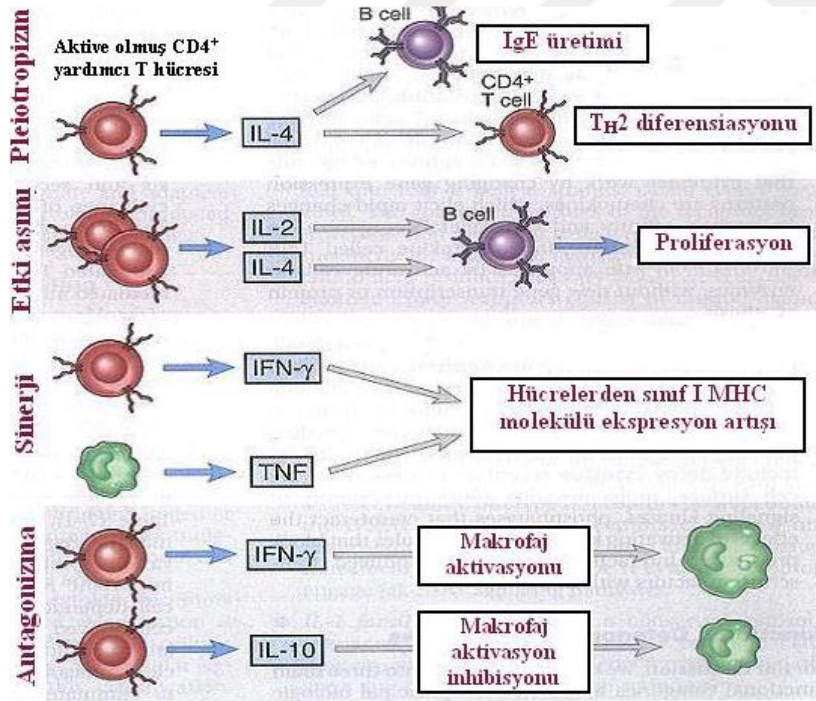 Pleiotropizm
Aktive olmuş CD4⁺
yardımcı T hücresi
B cell
IgE üretimi
IL-4
CD4⁺
T cell
TH2 diferensiasyonu
Etki aşımı
IL-2
IL-4
B cell
Proliferasyon
Sinerji
IFN-γ
TNF
Hücrelerden sınıf I MHC
molekülü ekspresyon artışı
Antagonizma
IFN-γ
Makrofaj
aktivasyonu
IL-10
Makrofaj
aktivasyon
inhibisyonu